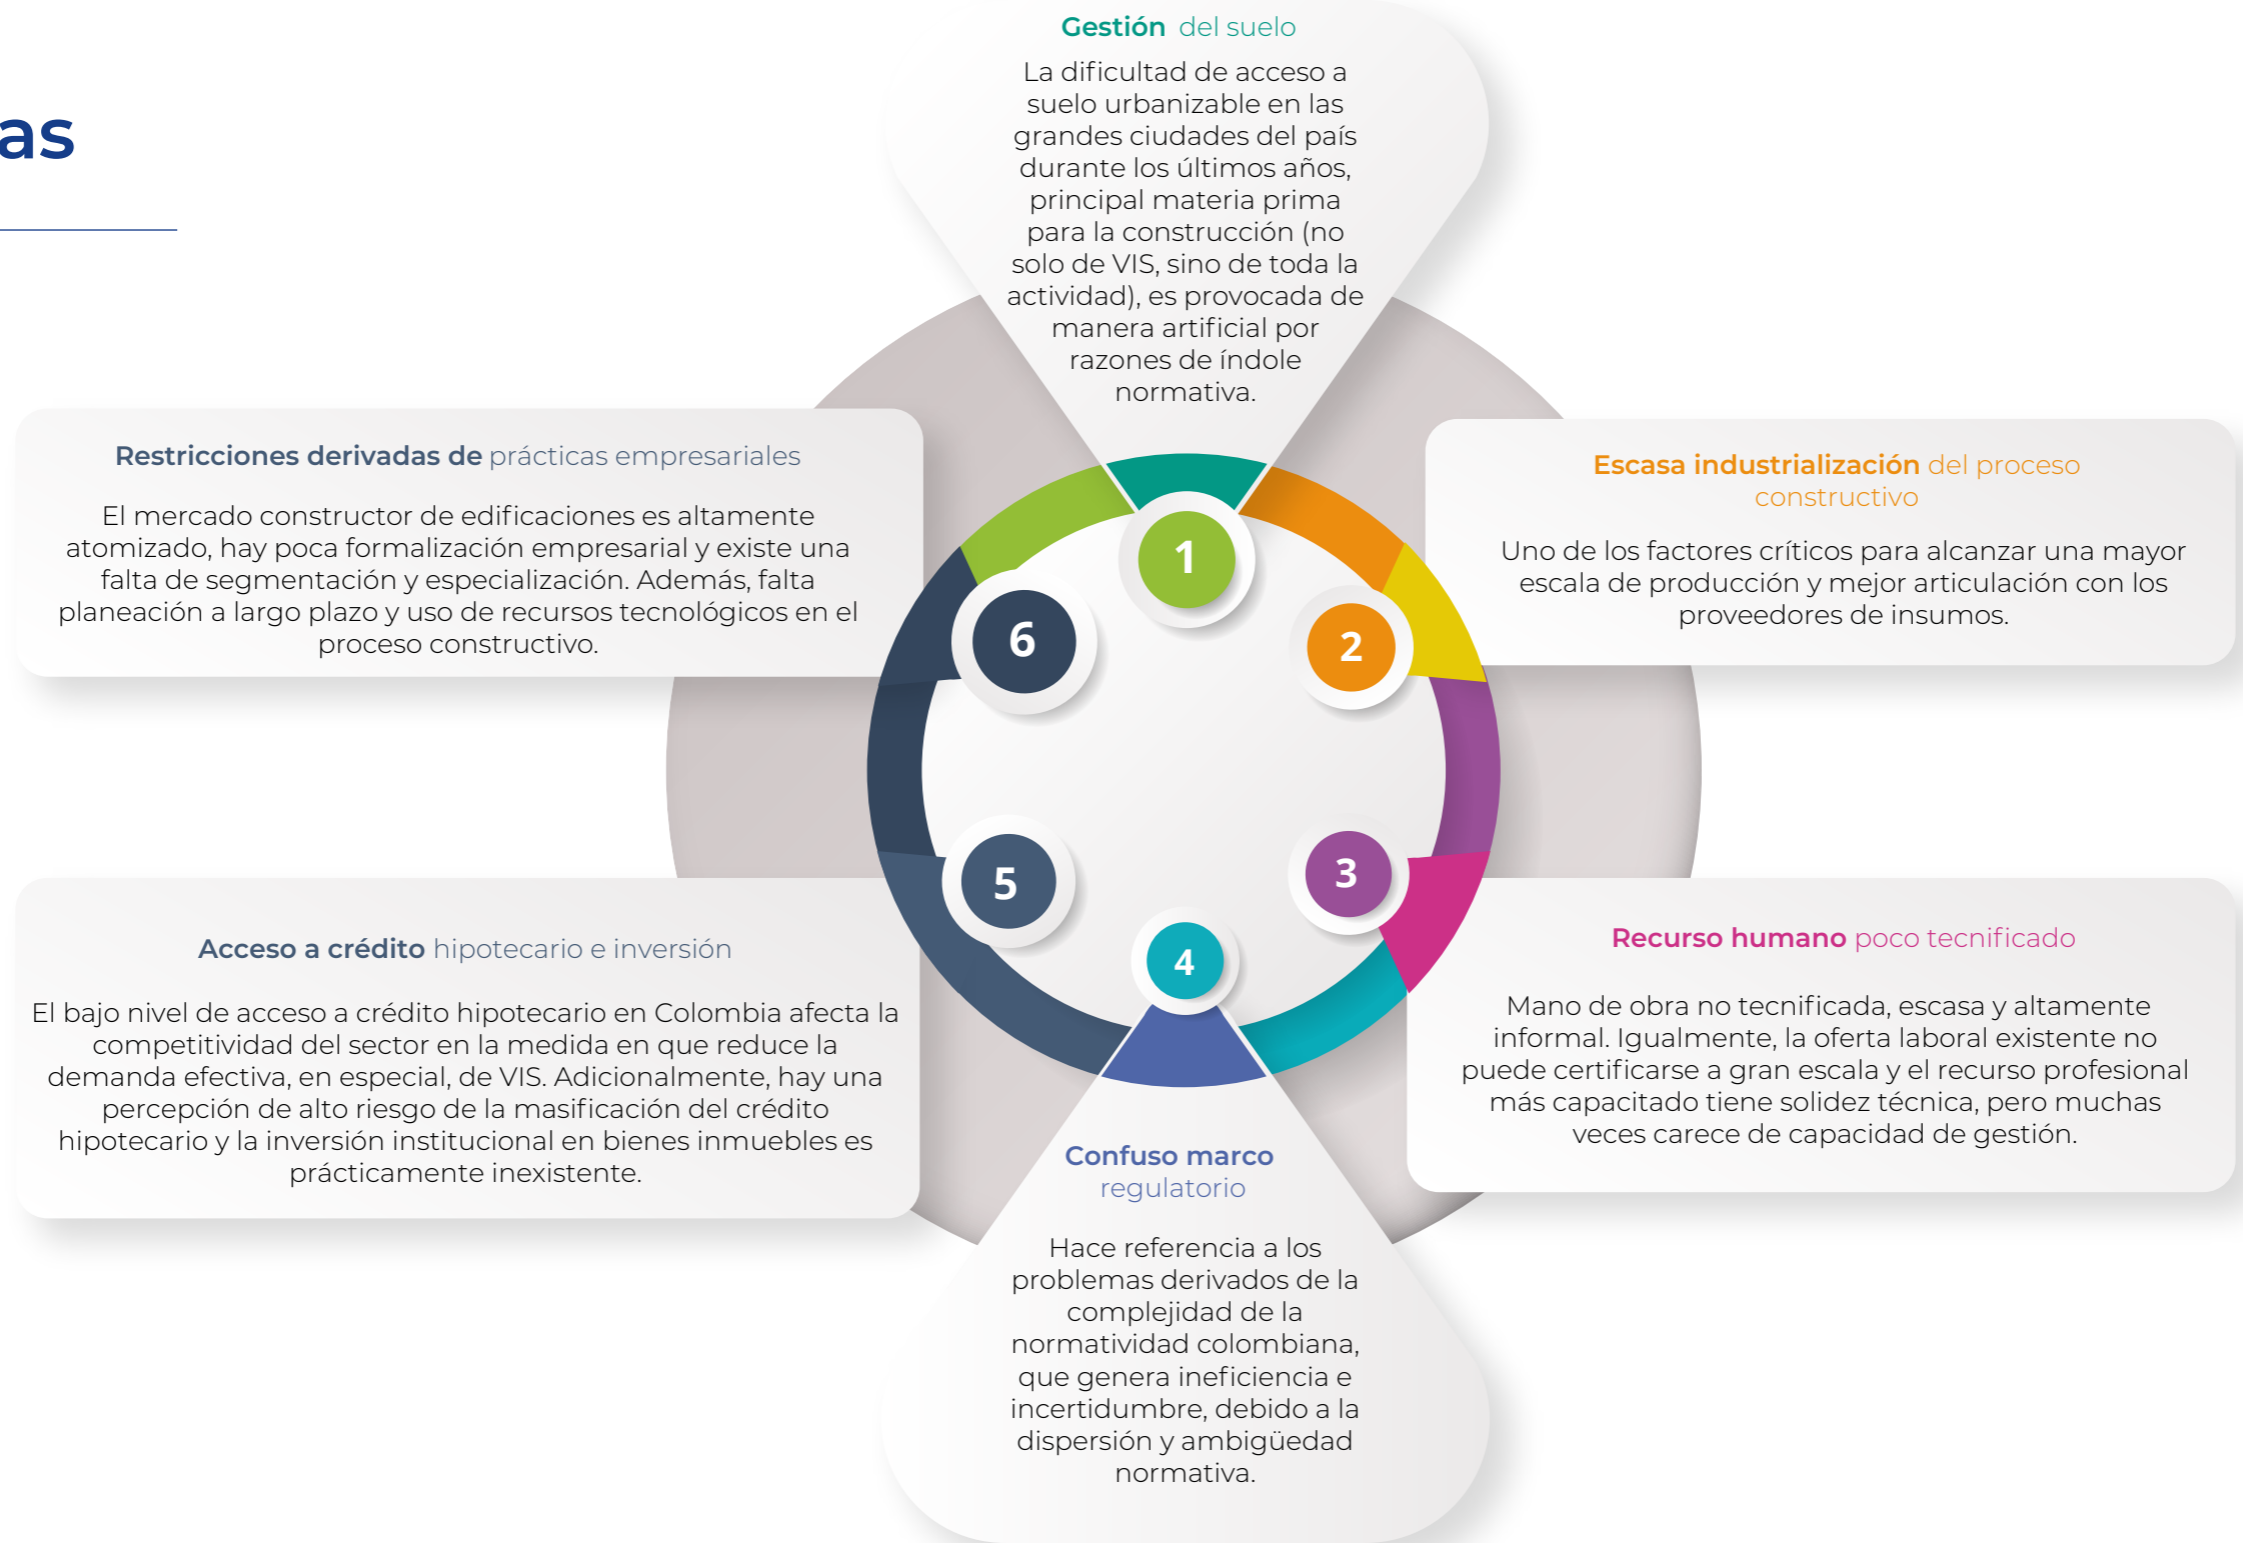 as
Gestión del suelo
La dificultad de acceso a
suelo urbanizable en las
grandes ciudades del país
durante los últimos años,
principal materia prima
para la construcción (no
solo de VIS, sino de toda la
actividad), es provocada de
manera artificial por
razones de índole
normativa.
1
Escasa industrialización del proceso
constructivo
Uno de los factores críticos para alcanzar una mayor
escala de producción y mejor articulación con los
proveedores de insumos.
2
Recurso humano poco tecnificado
Mano de obra no tecnificada, escasa y altamente
informal. Igualmente, la oferta laboral existente no
puede certificarse a gran escala y el recurso profesional
más capacitado tiene solidez técnica, pero muchas
veces carece de capacidad de gestión.
3
4
Confuso marco
regulatorio
Hace referencia a los
problemas derivados de la
complejidad de la
normatividad colombiana,
que genera ineficiencia e
incertidumbre, debido a la
dispersión y ambigüedad
normativa.
5
Acceso a crédito hipotecario e inversión
El bajo nivel de acceso a crédito hipotecario en Colombia afecta la
competitividad del sector en la medida en que reduce la
demanda efectiva, en especial, de VIS. Adicionalmente, hay una
percepción de alto riesgo de la masificación del crédito
hipotecario y la inversión institucional en bienes inmuebles es
prácticamente inexistente.
6
Restricciones derivadas de prácticas empresariales
El mercado constructor de edificaciones es altamente
atomizado, hay poca formalización empresarial y existe una
falta de segmentación y especialización. Además, falta
planeación a largo plazo y uso de recursos tecnológicos en el
proceso constructivo.